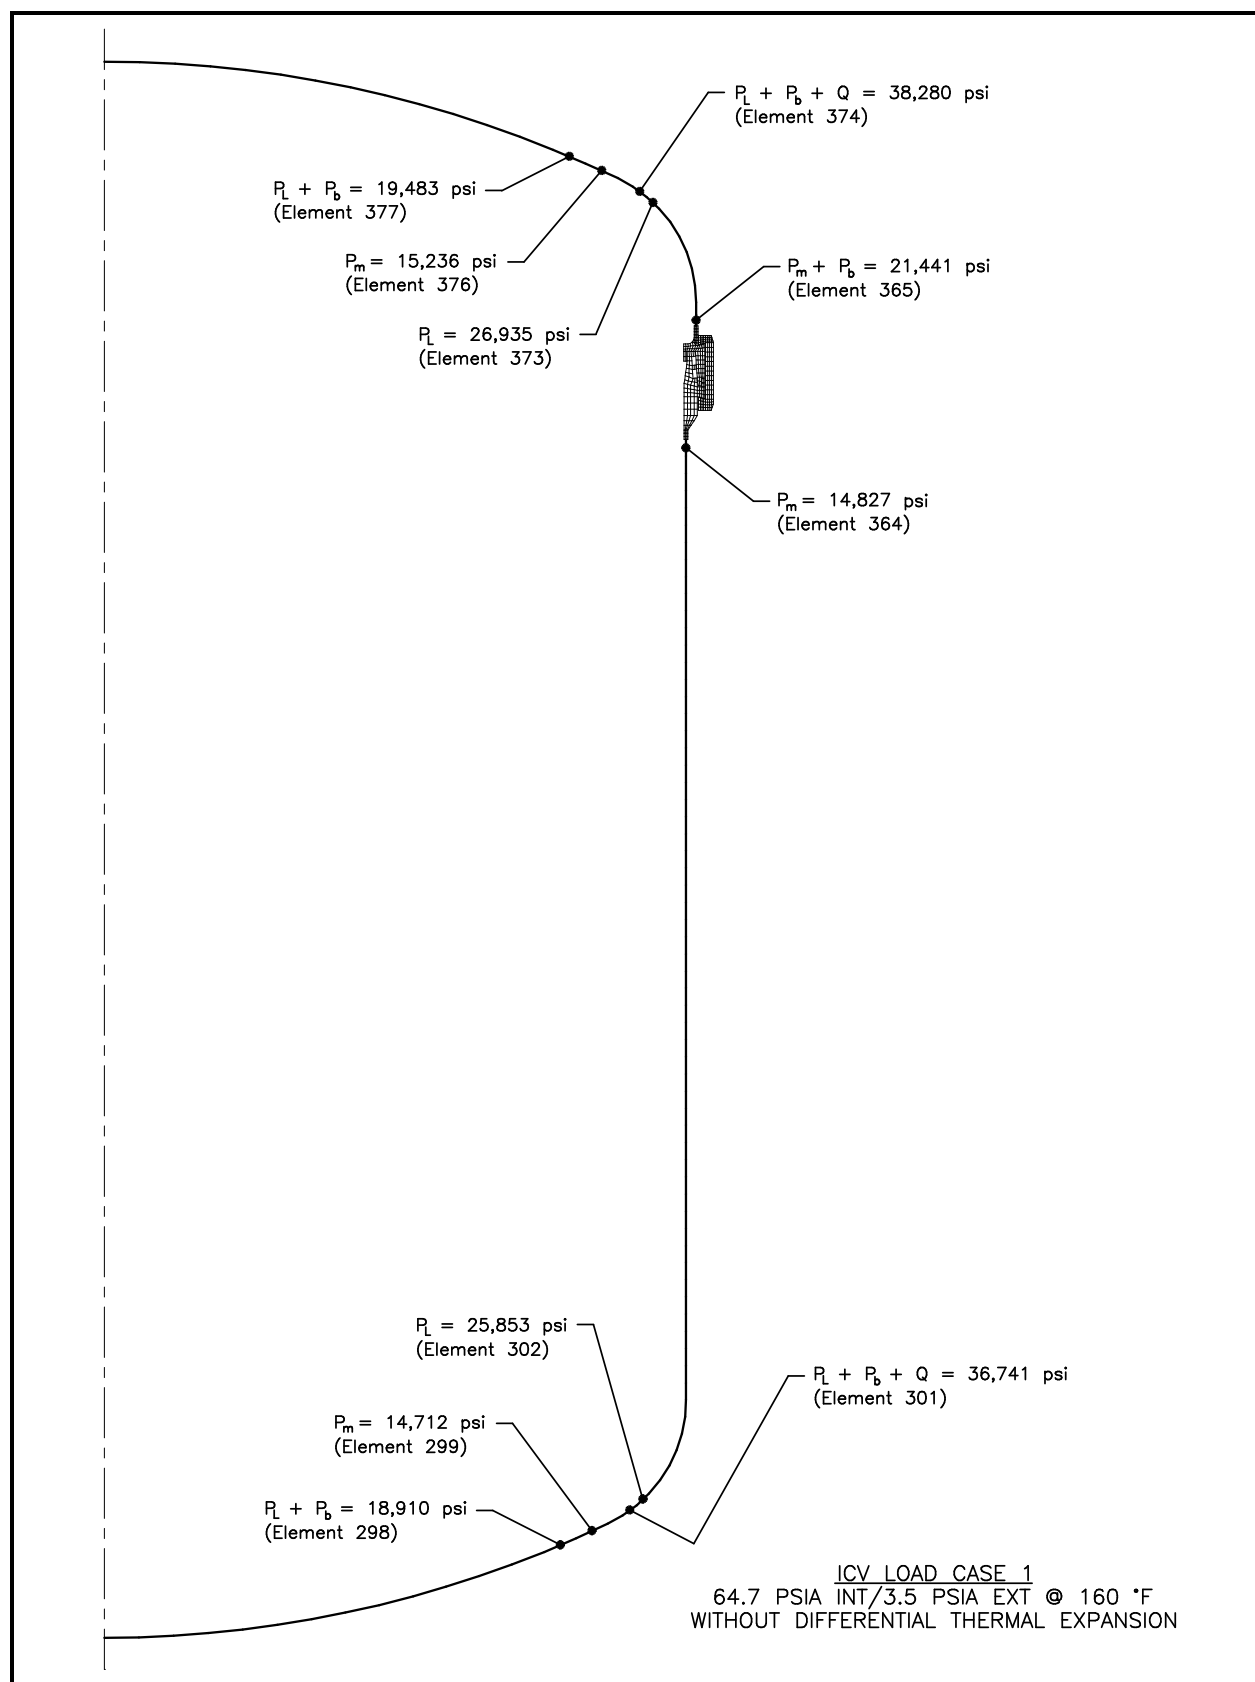 P_L + P_b + Q = 38,280 psi
(Element 374)
P_L + P_b = 19,483 psi
(Element 377)
P_m = 15,236 psi
(Element 376)
P_m + P_b = 21,441 psi
(Element 365)
P_L = 26,935 psi
(Element 373)
P_m = 14,827 psi
(Element 364)
P_L = 25,853 psi
(Element 302)
P_L + P_b + Q = 36,741 psi
(Element 301)
P_m = 14,712 psi
(Element 299)
P_L + P_b = 18,910 psi
(Element 298)
ICV LOAD CASE 1
64.7 PSIA INT/3.5 PSIA EXT @ 160 °F
WITHOUT DIFFERENTIAL THERMAL EXPANSION